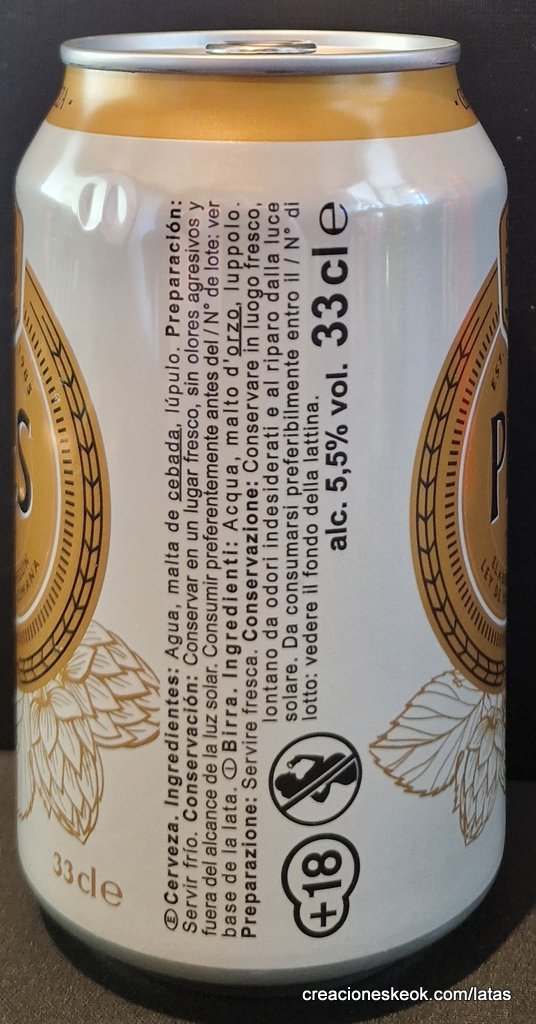 Ⓔ Cerveza. Ingredientes: Agua, malta de cebada, lúpulo. Preparación:
Servir frío. Conservación: Conservar en un lugar fresco, sin olores agresivos y
fuera del alcance de la luz solar. Consumir preferentemente antes del / N° de lote: ver
base de la lata. Ⓘ Birra. Ingredienti: Acqua, malto d'orzo, luppolo.
Preparazione: Servire fresca. Conservazione: Conservare in luogo fresco,
lontano da odori indesiderati e al riparo dalla luce
solare. Da consumarsi preferibilmente entro il / N° di
lotto: vedere il fondo della lattina.
alc. 5,5% vol. 33 cl e
+18
33 cl e
EST.
LEY DE
creacioneskeok.com/latas